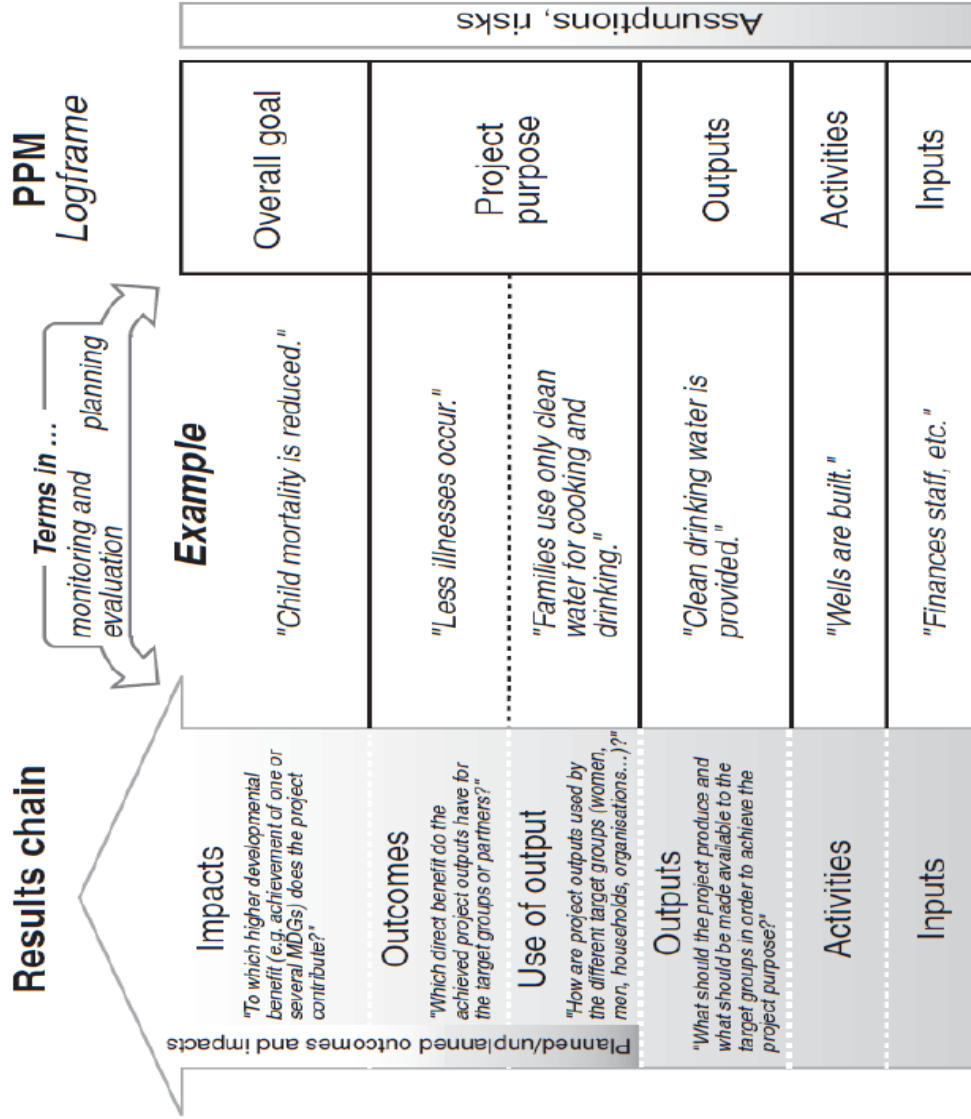 Results chain
Terms in ...
monitoring and
evaluation
planning
PPM
Logframe
Example
Impacts
"To which higher developmental
benefit (e.g. achievement of one or
several MDGs) does the project
contribute?"
"Child mortality is reduced."
Overall goal
Outcomes
"Which direct benefit do the
achieved project outputs have for
the target groups or partners?"
"Less illnesses occur."
Project
purpose
Use of output
"How are project outputs used by
the different target groups (women,
men, households, organisations...)?"
"Families use only clean
water for cooking and
drinking."
Outputs
"What should the project produce and
what should be made available to the
target groups in order to achieve the
project purpose?"
"Clean drinking water is
provided."
Outputs
Activities
"Wells are built."
Activities
Inputs
"Finances staff, etc."
Inputs
Planned/unplanned outcomes and impacts
Assumptions, risks